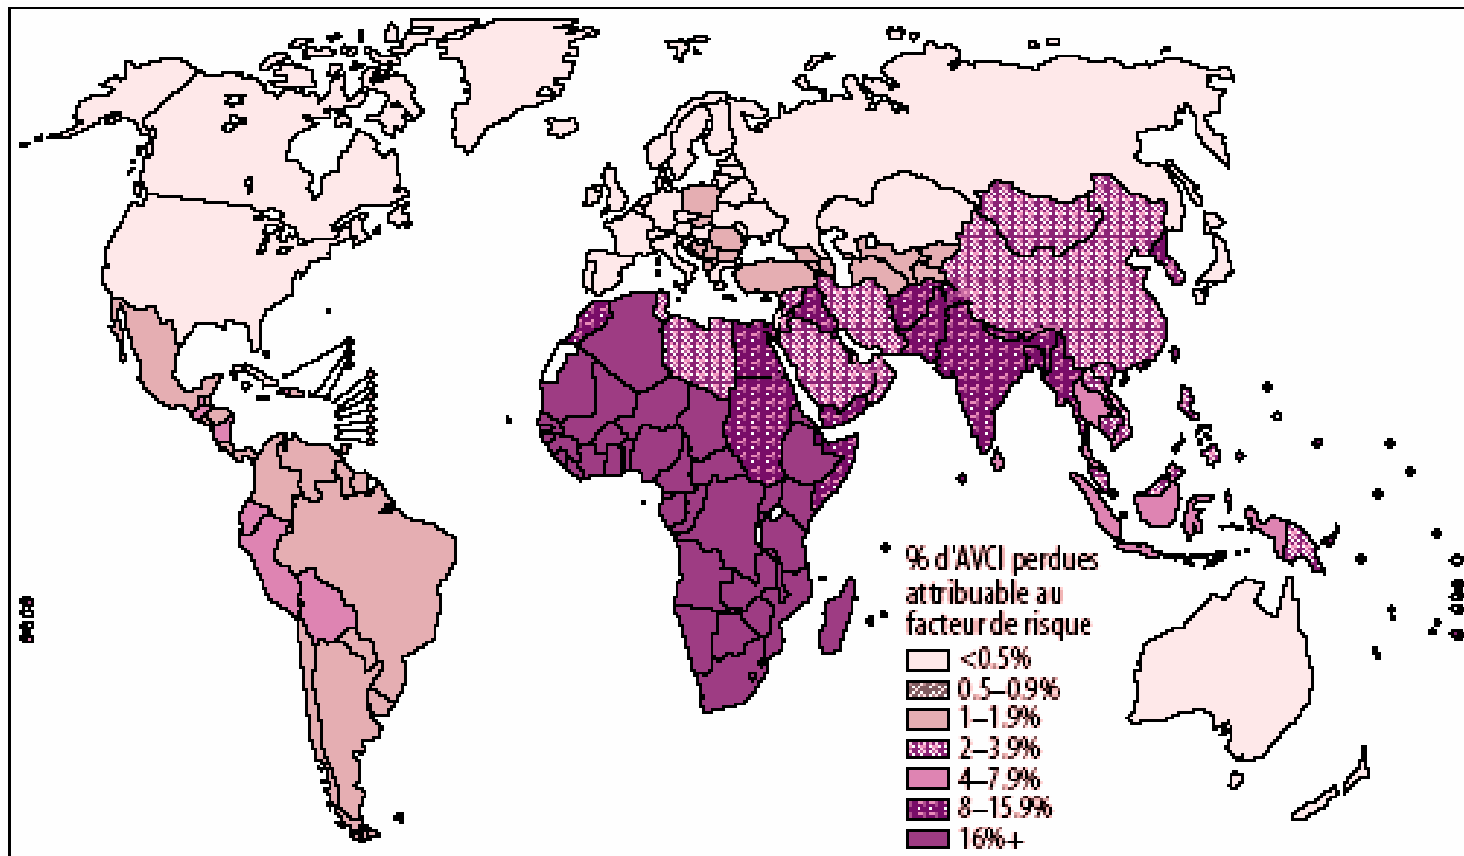 % d'AVCI perdues
attribuable au
facteur de risque
<0.5%
0.5–0.9%
1–1.9%
2–3.9%
4–7.9%
8–15.9%
16%+